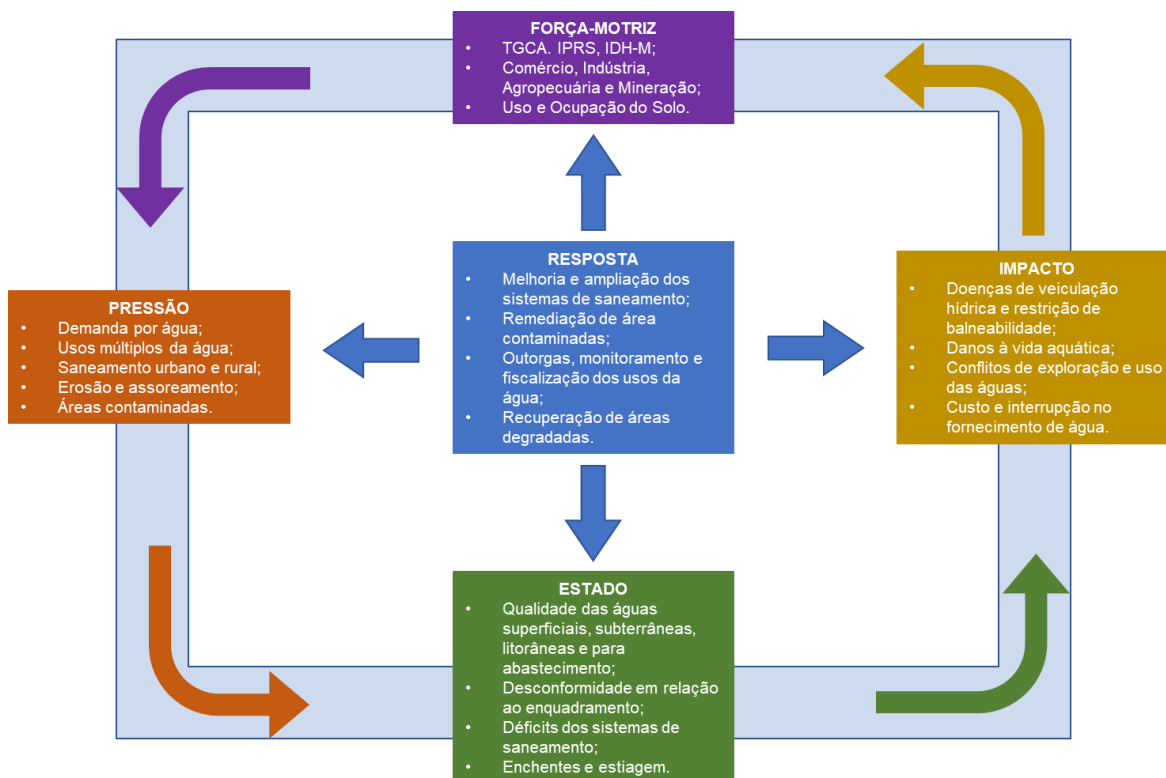 FORÇA-MOTRIZ
• TGCA. IPRS, IDH-M;
• Comércio, Indústria,
Agropecuária e Mineração;
• Uso e Ocupação do Solo.
PRESSÃO
• Demanda por água;
• Usos múltiplos da água;
• Saneamento urbano e rural;
• Erosão e assoreamento;
• Áreas contaminadas.
RESPOSTA
• Melhoria e ampliação dos
sistemas de saneamento;
• Remediação de área
contaminadas;
• Outorgas, monitoramento e
fiscalização dos usos da
água;
• Recuperação de áreas
degradadas.
IMPACTO
• Doenças de veiculação
hídrica e restrição de
balneabilidade;
• Danos à vida aquática;
• Conflitos de exploração e uso
das águas;
• Custo e interrupção no
fornecimento de água.
ESTADO
• Qualidade das águas
superficiais, subterrâneas,
litorâneas e para
abastecimento;
• Desconformidade em relação
ao enquadramento;
• Déficits dos sistemas de
saneamento;
• Enchentes e estiagem.